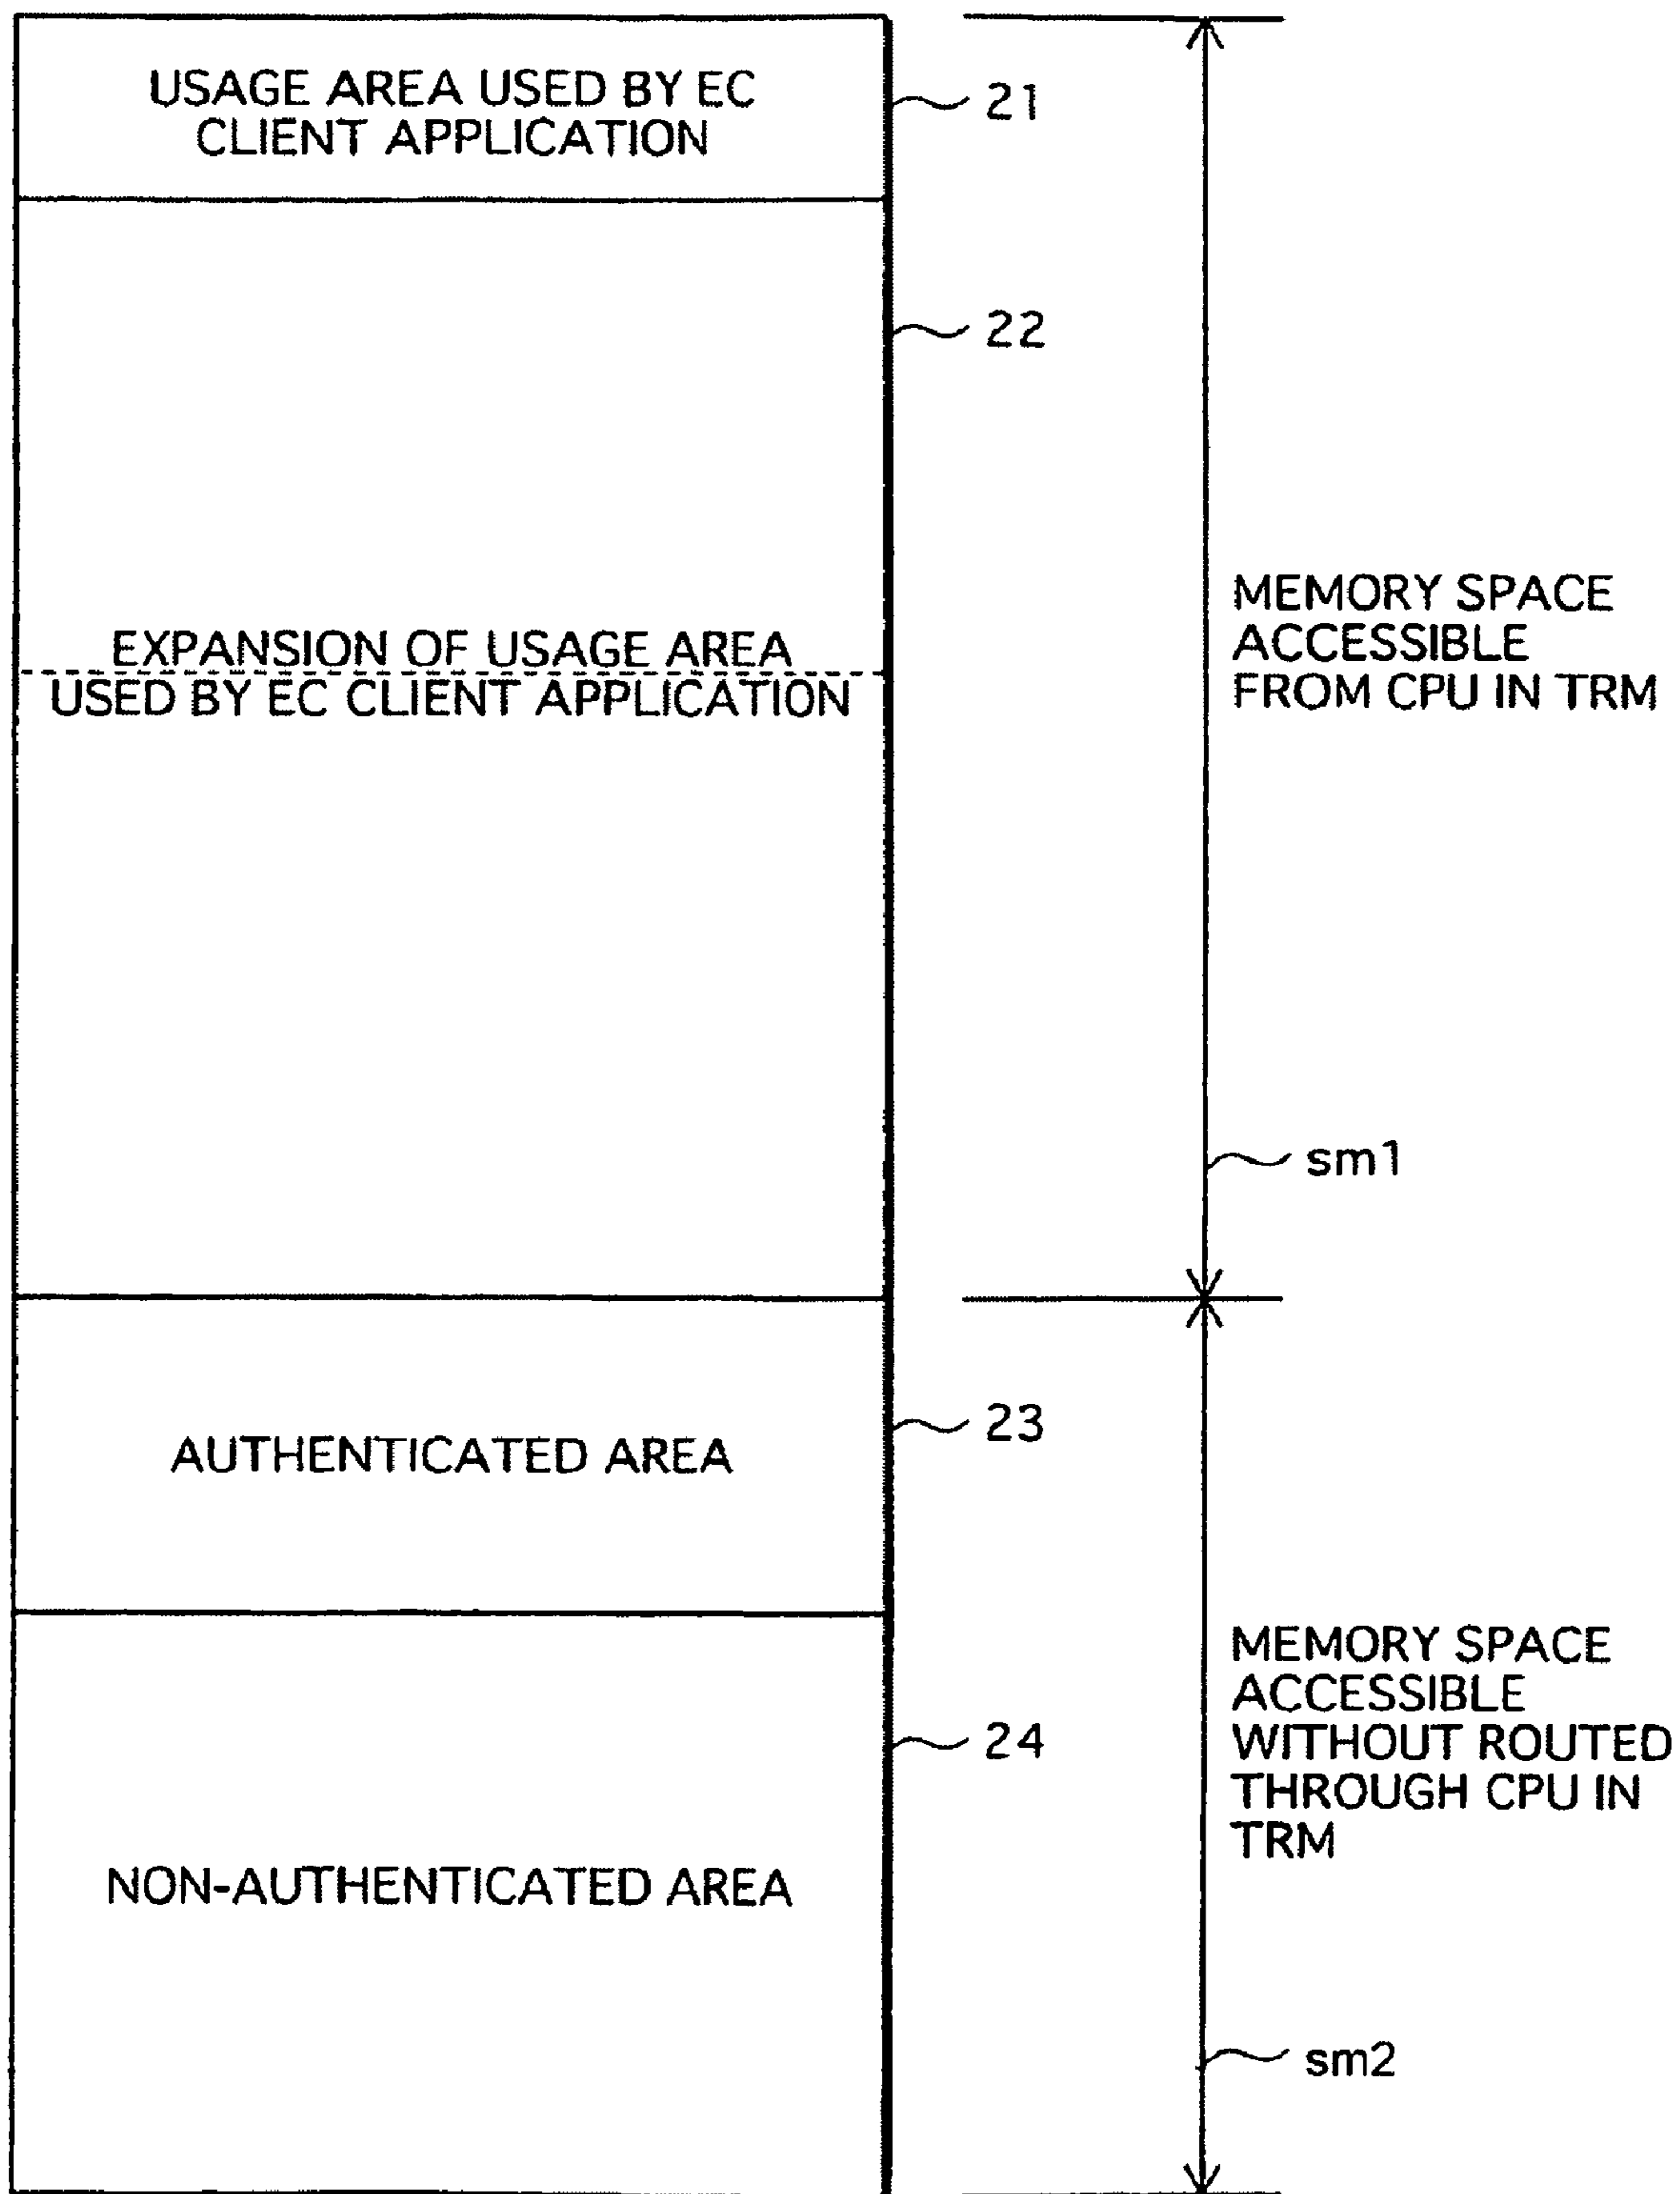 USAGE AREA USED BY EC
CLIENT APPLICATION
21
22
EXPANSION OF USAGE AREA
USED BY EC CLIENT APPLICATION
MEMORY SPACE
ACCESSIBLE
FROM CPU IN TRM
sm1
AUTHENTICATED AREA
23
NON-AUTHENTICATED AREA
24
MEMORY SPACE
ACCESSIBLE
WITHOUT ROUTED
THROUGH CPU IN
TRM
sm2